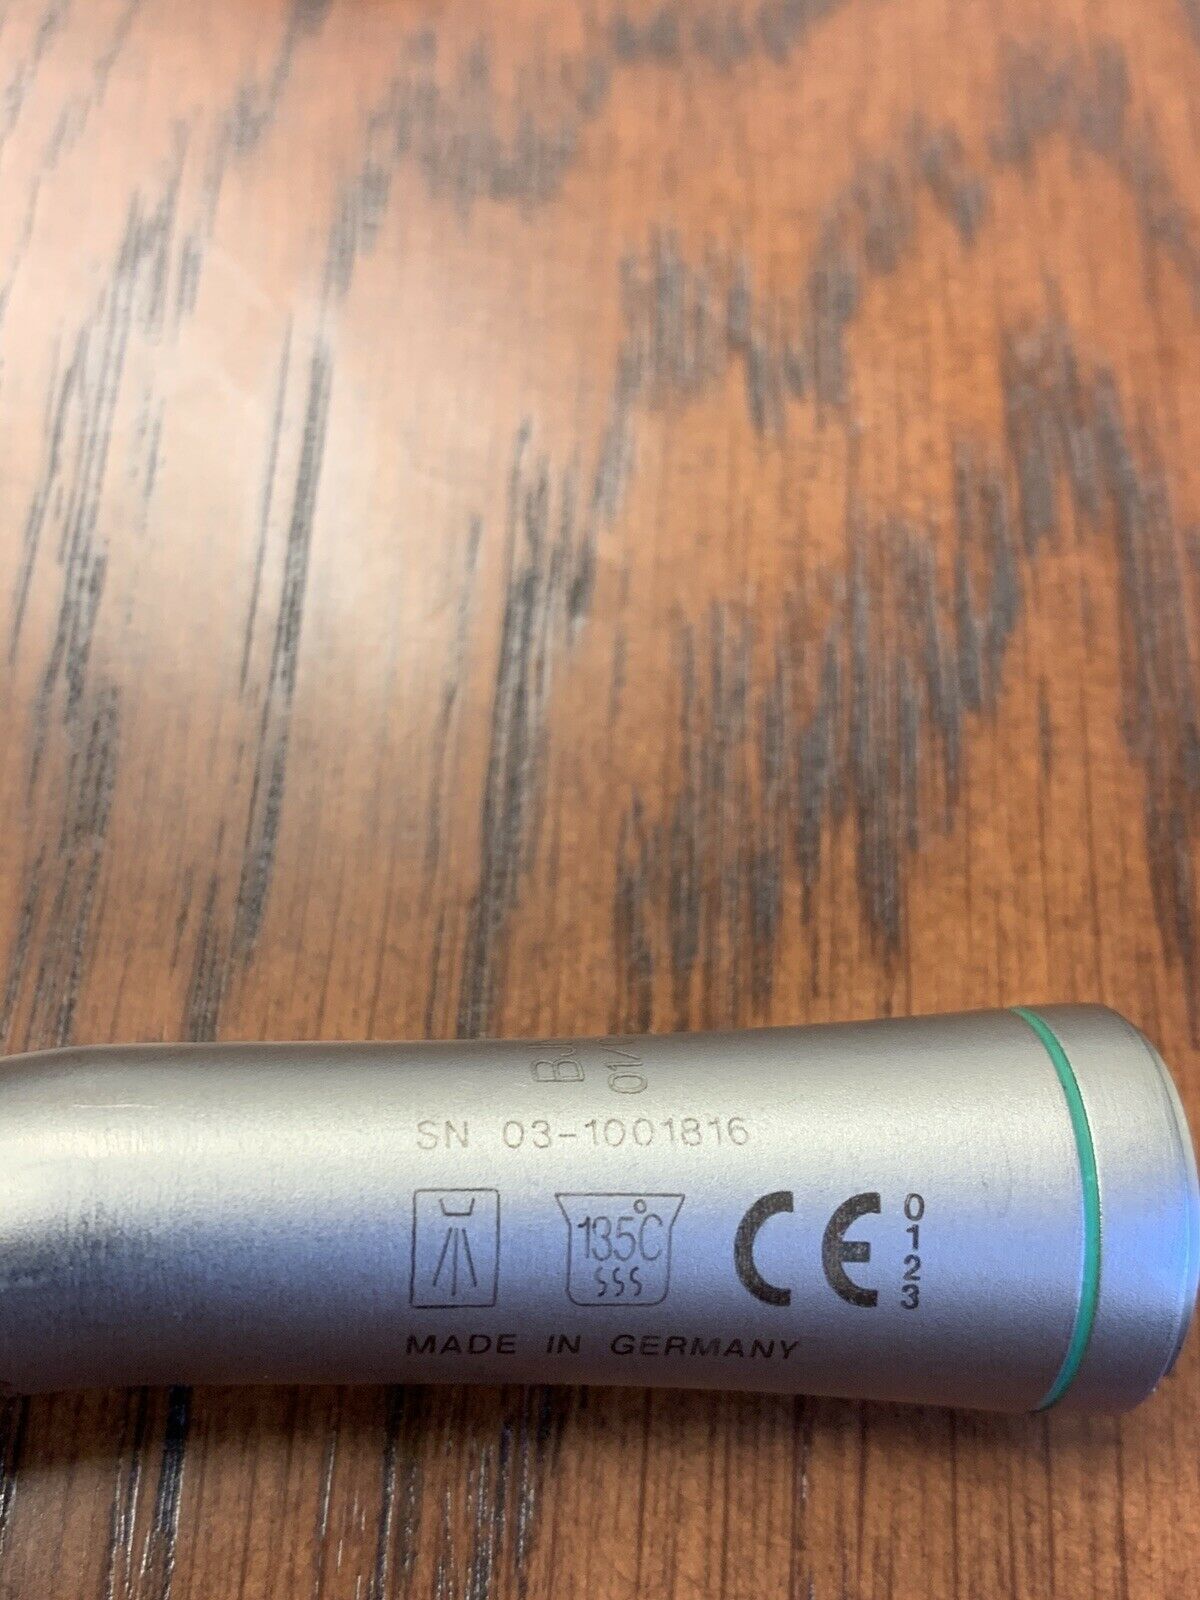 SN 03-1001816
135°C
CE 0123
MADE IN GERMANY